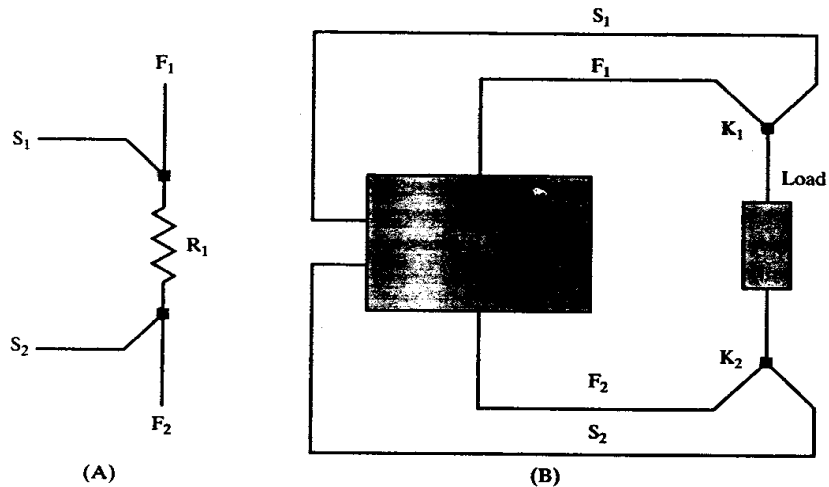 F₁
S₁
R₁
S₂
F₂
(A)
S₁
F₁
K₁
Load
K₂
F₂
S₂
(B)